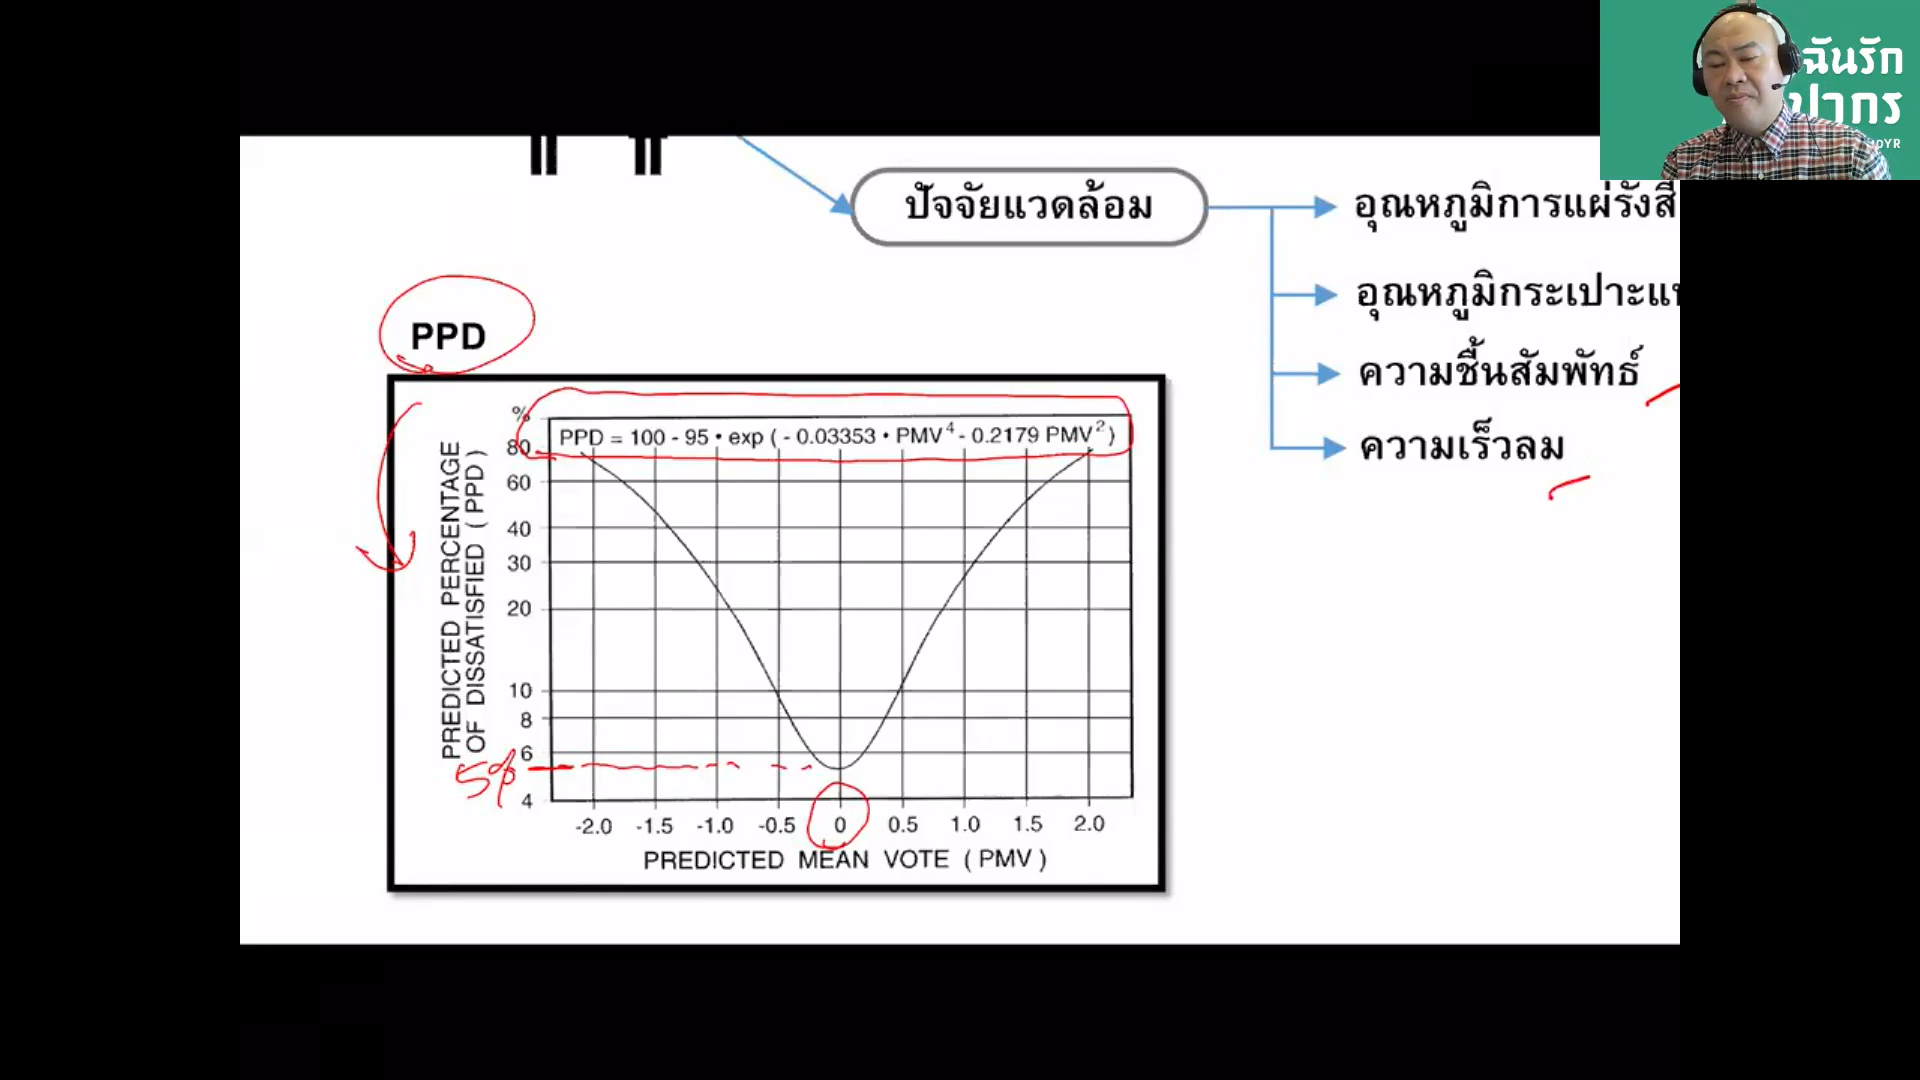 ฉันรัก
ปากร
OYR
ปัจจัยแวดล้อม
อุณหภูมิการแผ่รังสี
อุณหภูมิกระเปาะแ
ความชื้นสัมพัทธ์
ความเร็วลม
PPD
PREDICTED PERCENTAGE
OF DISSATISFIED (PPD)
%
PPD = 100 - 95 • exp ( - 0.03353 • PMV⁴ - 0.2179 PMV²)
80
60
40
30
20
10
8
6
5%
4
-2.0 -1.5 -1.0 -0.5 0 0.5 1.0 1.5 2.0
PREDICTED MEAN VOTE (PMV)